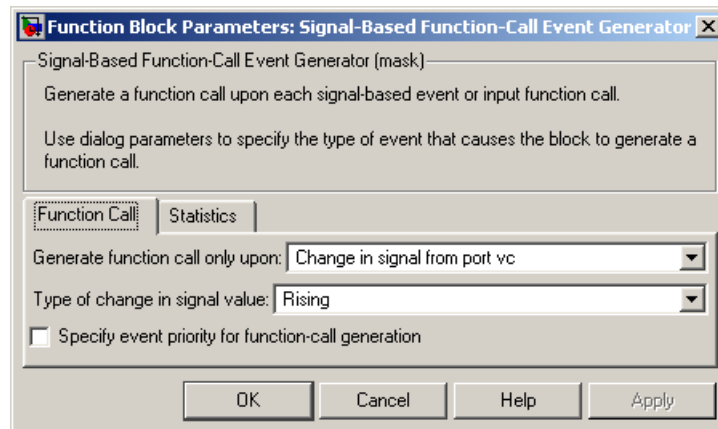 Function Block Parameters: Signal-Based Function-Call Event Generator
Signal-Based Function-Call Event Generator (mask)
Generate a function call upon each signal-based event or input function call.
Use dialog parameters to specify the type of event that causes the block to generate a
function call.
Function Call Statistics
Generate function call only upon: Change in signal from port vc
Type of change in signal value: Rising
Specify event priority for function-call generation
OK Cancel Help Apply